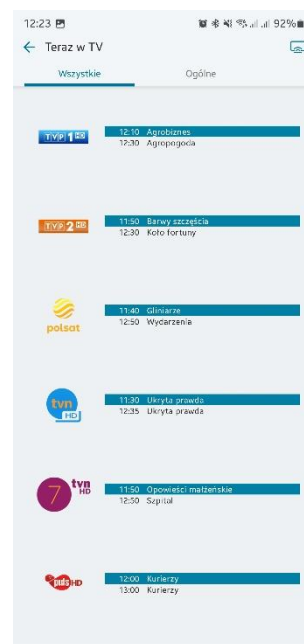 12:23 92%
Teraz w TV
Wszystkie Ogólne
TVP 1 HD
12:10 Agrobiznes
12:30 Agropogoda
TVP 2 HD
11:50 Barwy szczęścia
12:30 Koło fortuny
polsat
11:40 Gliniarze
12:50 Wydarzenia
tvn HD
11:30 Ukryta prawda
12:35 Ukryta prawda
7 tvn HD
11:50 Opowieści małżeńskie
12:50 Szpital
puls HD
12:00 Kurierzy
13:00 Kurierzy